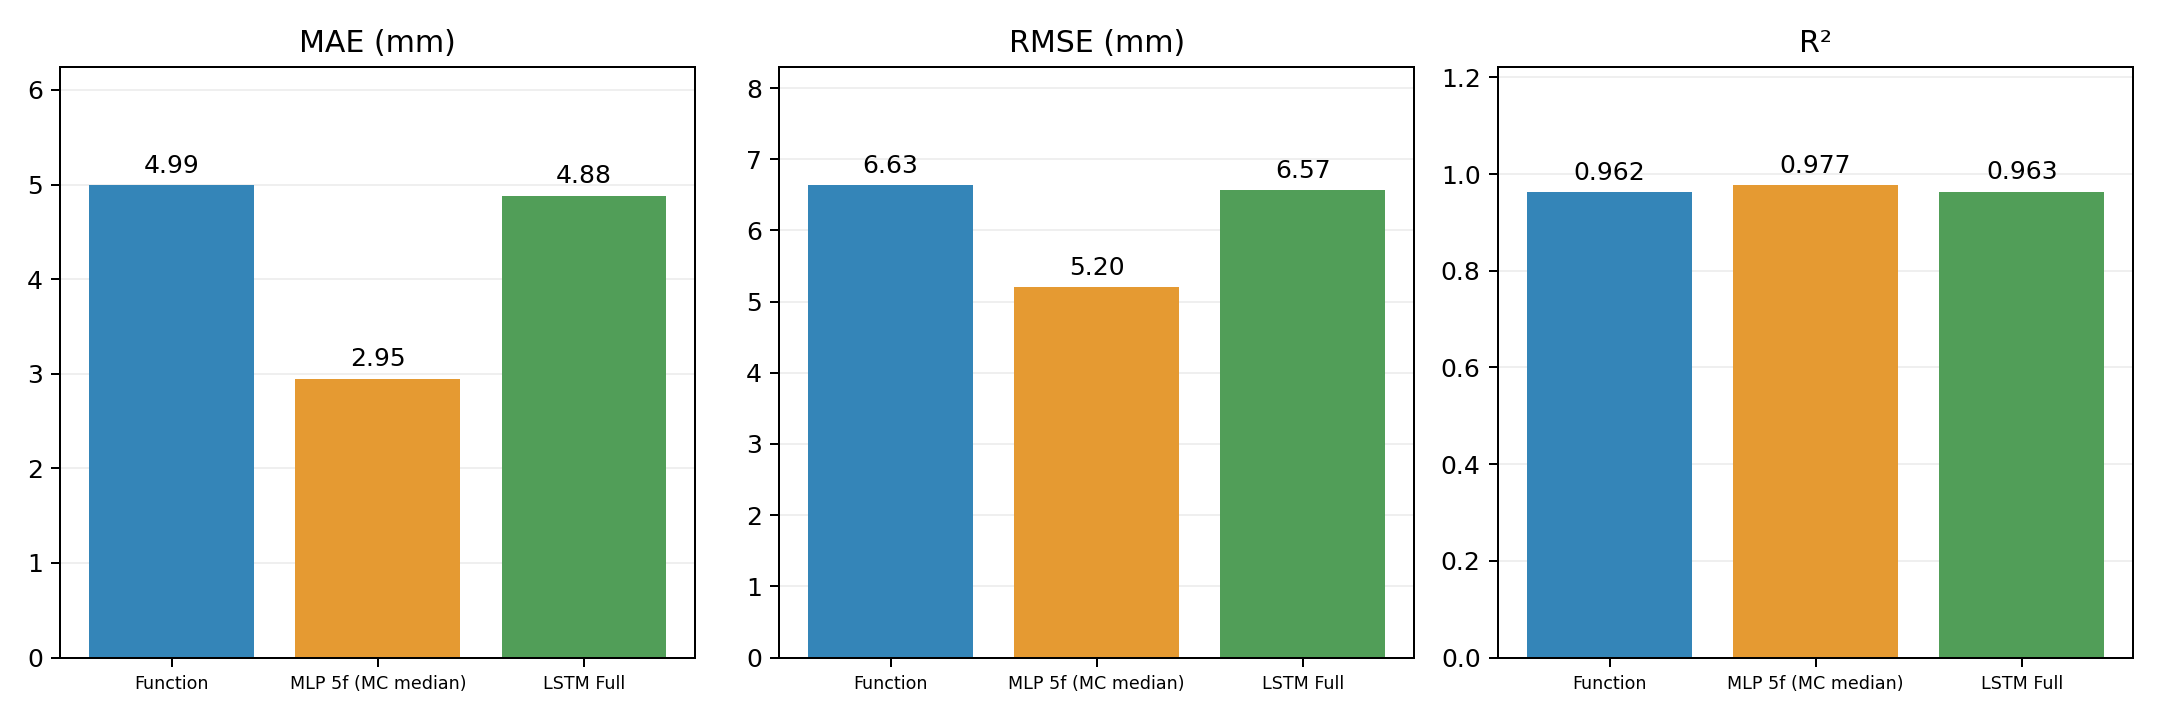 MAE (mm)
6
5
4
3
2
1
0
4.99
2.95
4.88
Function
MLP 5f (MC median)
LSTM Full
RMSE (mm)
8
7
6
5
4
3
2
1
0
6.63
5.20
6.57
Function
MLP 5f (MC median)
LSTM Full
R²
1.2
1.0
0.8
0.6
0.4
0.2
0.0
0.962
0.977
0.963
Function
MLP 5f (MC median)
LSTM Full